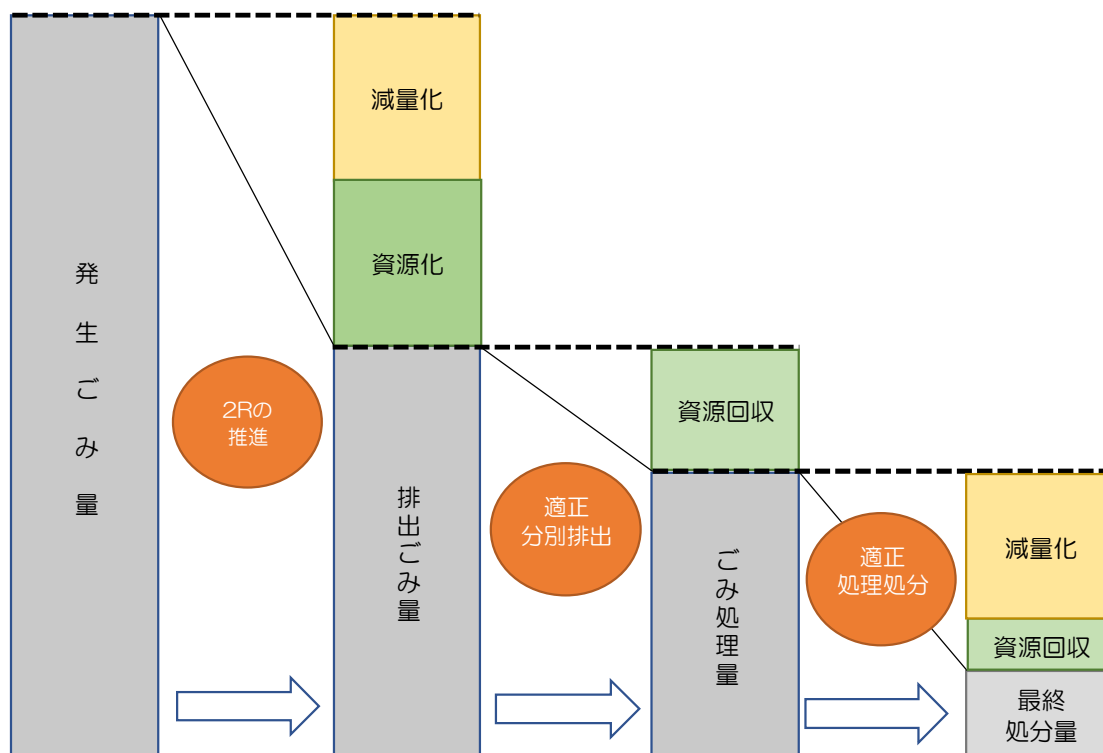 発生ごみ量
2Rの
推進
減量化
資源化
排出ごみ量
適正
分別排出
資源回収
ごみ処理量
適正
処理処分
減量化
資源回収
最終
処分量